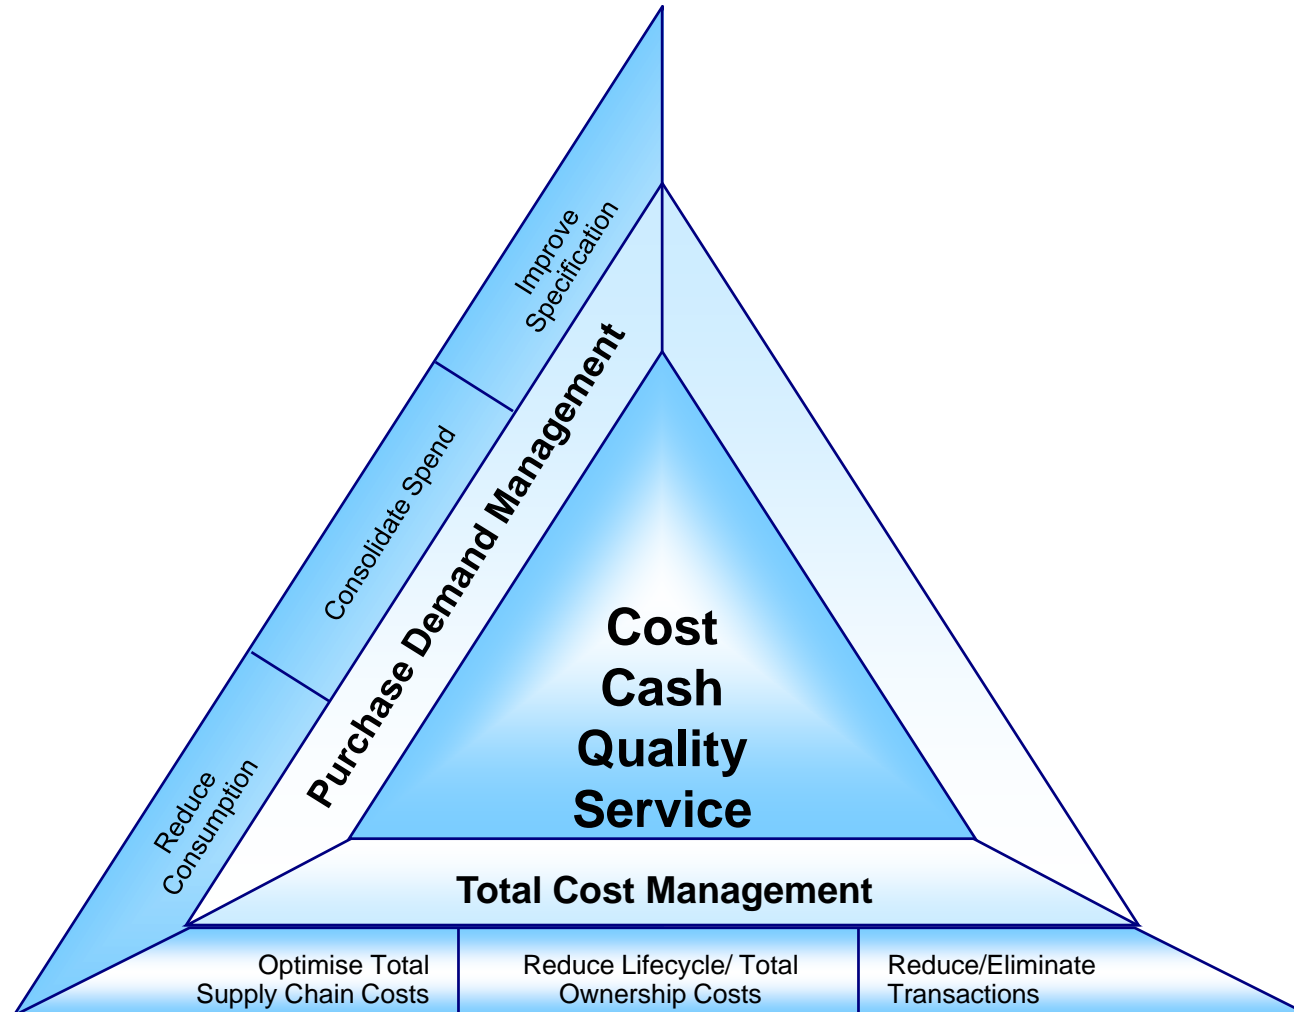 Improve
Specification
Consolidate Spend
Reduce
Consumption
Purchase Demand Management
Cost
Cash
Quality
Service
Total Cost Management
Optimise Total
Supply Chain Costs
Reduce Lifecycle/ Total
Ownership Costs
Reduce/Eliminate
Transactions